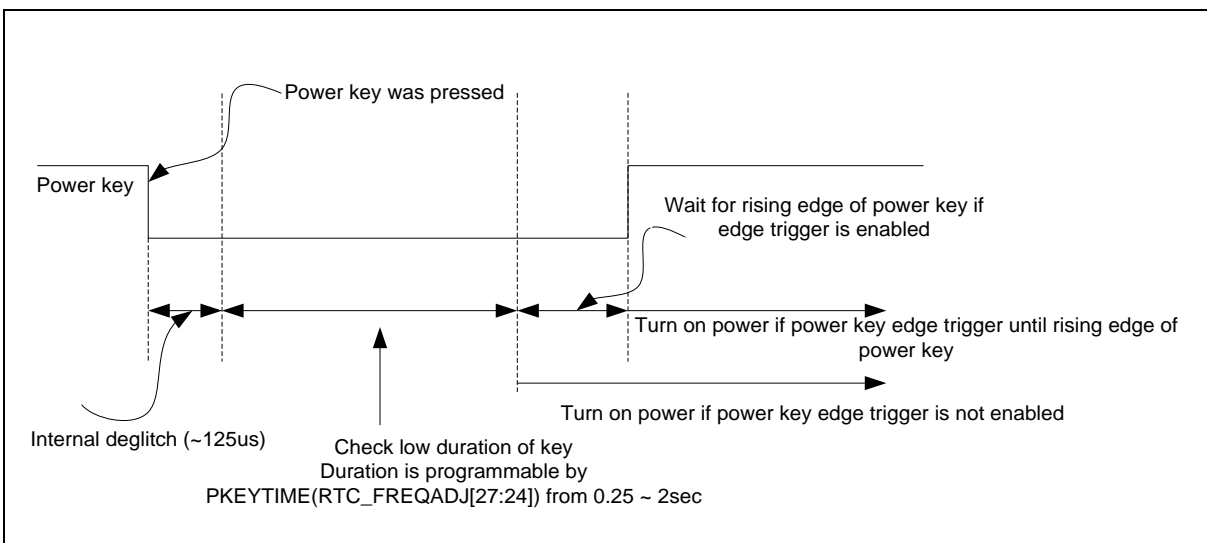 Power key was pressed
Power key
Wait for rising edge of power key if
edge trigger is enabled
Turn on power if power key edge trigger until rising edge of
power key
Turn on power if power key edge trigger is not enabled
Internal deglitch (~125us)
Check low duration of key
Duration is programmable by
PKEYTIME(RTC_FREQADJ[27:24]) from 0.25 ~ 2sec